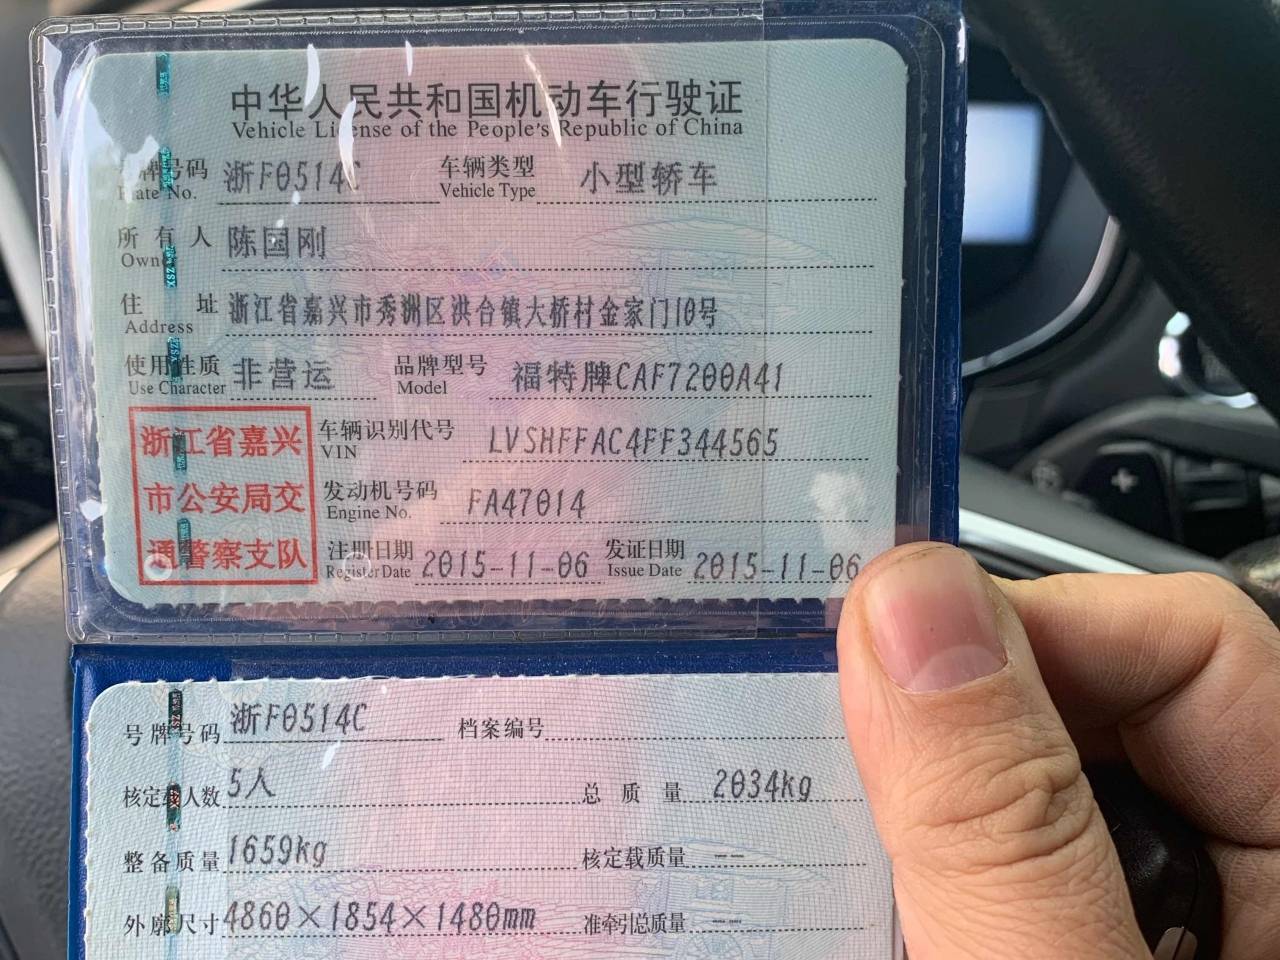 中华人民共和国机动车行驶证
Vehicle License of the People's Republic of China
号牌号码 浙F0514C 车辆类型 小型轿车
Plate No. Vehicle Type
所有人 陈国刚
Owner
住址 浙江省嘉兴市秀洲区洪合镇大桥村金家门10号
Address
使用性质 非营运 品牌型号 福特牌CAF7200A41
Use Character Model
浙江省嘉兴
市公安局交
通警察支队
车辆识别代号 LVSHFFAC4FF344565
VIN
发动机号码 FA47014
Engine No.
注册日期 2015-11-06 发证日期 2015-11-06
Register Date Issue Date
号牌号码 浙F0514C 档案编号
核定载人数 5人 总质量 2034kg
整备质量 1659kg 核定载质量 --
外廓尺寸 4860×1854×1480mm 准牵引总质量 --